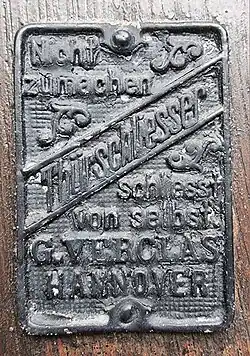 Nicht
zumachen
Thürschliesser
schliesst
von selbst.
G. VERCLAS
HANNOVER